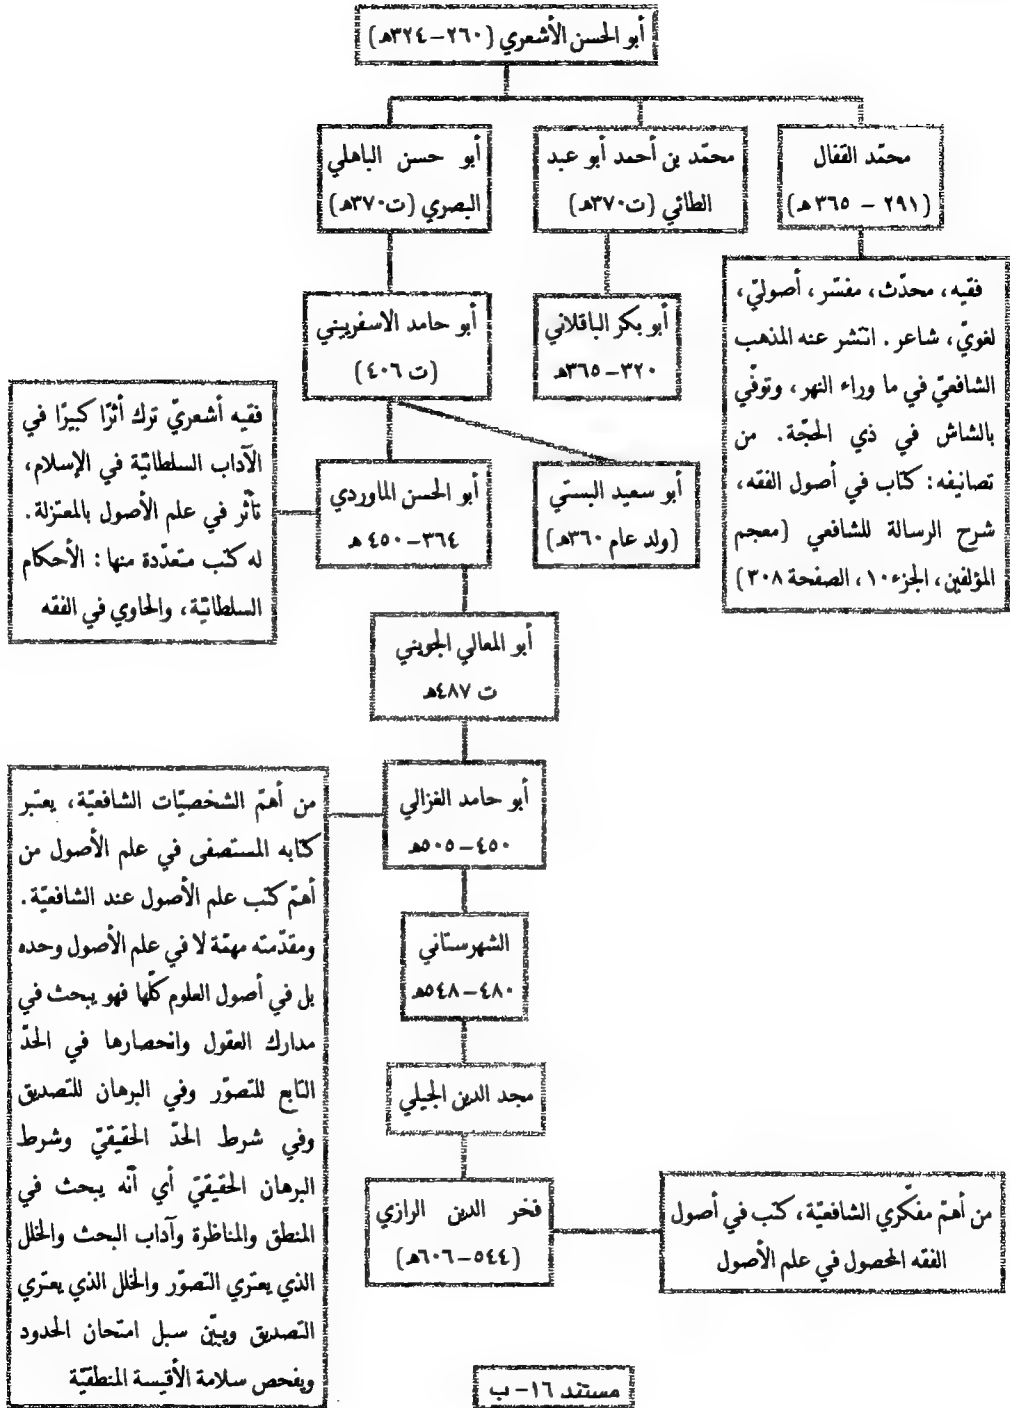 أبو الحسن الأشعري (٢٦٠–٣٢٤هـ)
محمّد القفال
(٢٩١ – ٣٦٥هـ)
محمّد بن أحمد أبو عبد
الطائي (ت٣٧٠هـ)
أبو حسن الباهلي
البصري (ت٣٧٠هـ)
فقيه، محدّث، مفسّر، أصوليّ،
لغويّ، شاعر. انتشر عنه المذهب
الشافعيّ في ما وراء النهر، وتوفّي
بالشاش في ذي الحجّة. من
تصانيفه: كتاب في أصول الفقه،
شرح الرسالة للشافعي (معجم
المؤلفين، الجزء١٠، الصفحة ٣٠٨)
أبو بكر الباقلاني
٣٢٠–٣٦٥هـ
أبو حامد الاسفرييني
(ت ٤٠٦)
أبو سعيد البستي
(ولد عام ٣٦٠هـ)
أبو الحسن الماوردي
٣٦٤–٤٥٠ هـ
فقيه أشعريّ ترك أثرًا كبيرًا في
الآداب السلطانيّة في الإسلام،
تأثّر في علم الأصول بالمعتزلة.
له كتب متعدّدة منها: الأحكام
السلطانيّة، والحاوي في الفقه
أبو المعالي الجويني
ت ٤٨٧هـ
أبو حامد الغزالي
٤٥٠–٥٠٥هـ
من أهمّ الشخصيّات الشافعيّة، يعتبر
كتابه المستصفى في علم الأصول من
أهمّ كتب علم الأصول عند الشافعيّة.
ومقدّمته مهمّة لا في علم الأصول وحده
بل في أصول العلوم كلّها فهو يبحث في
مدارك العقول وانحصارها في الحدّ
التابع للتصوّر وفي البرهان للتصديق
وفي شرط الحدّ الحقيقيّ وشرط
البرهان الحقيقيّ أي أنّه يبحث في
المنطق والمناظرة وآداب البحث والخلل
الذي يعتري التصوّر والخلل الذي يعتري
التصديق ويبيّن سبل امتحان الحدود
ويفحص سلامة الأقيسة المنطقيّة
الشهرستاني
٤٨٠–٥٤٨هـ
مجد الدين الجيلي
فخر الدين الرازي
(٥٤٤–٦٠٦هـ)
من أهمّ مفكّري الشافعيّة، كتب في أصول
الفقه المحصول في علم الأصول
مستند ١٦– ب